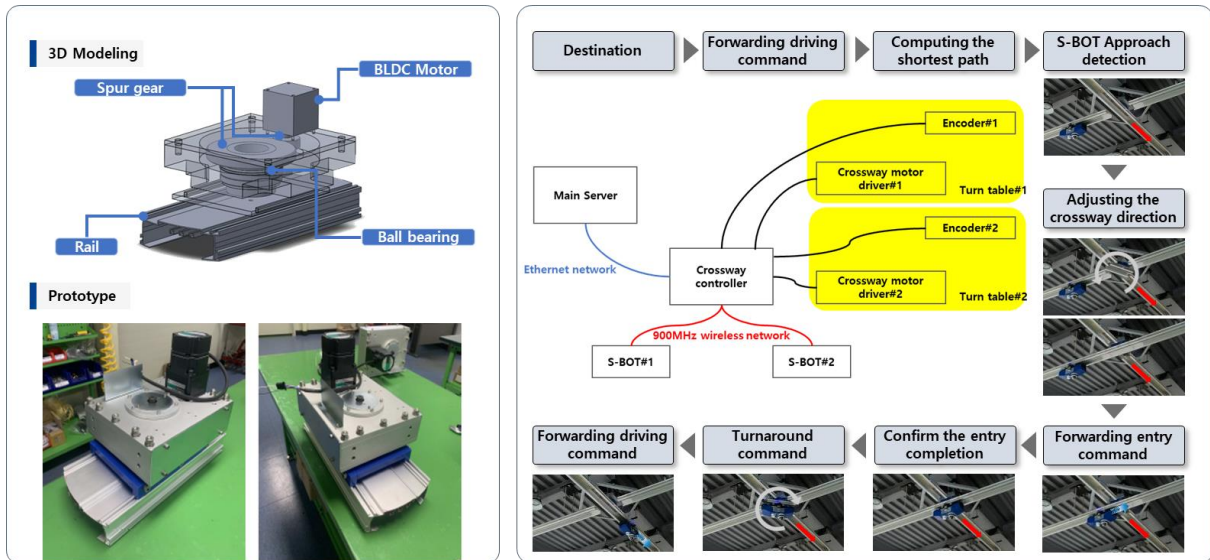 3D Modeling
BLDC Motor
Spur gear
Rail
Ball bearing
Prototype
Destination
Forwarding driving
command
Computing the
shortest path
S-BOT Approach
detection
Encoder#1
Crossway motor
driver#1
Turn table#1
Main Server
Adjusting the
crossway direction
Encoder#2
Ethernet network
Crossway
controller
Crossway motor
driver#2
Turn table#2
900MHz wireless network
S-BOT#1
S-BOT#2
Forwarding driving
command
Turnaround
command
Confirm the entry
completion
Forwarding entry
command